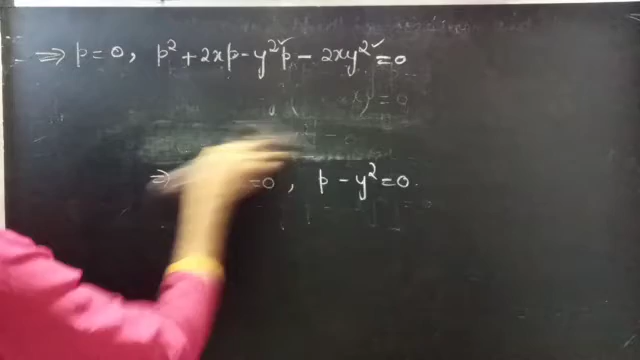 ⇒ p = 0, p² + 2xp - y²p - 2xy² = 0
⇒ = 0, p - y² = 0.